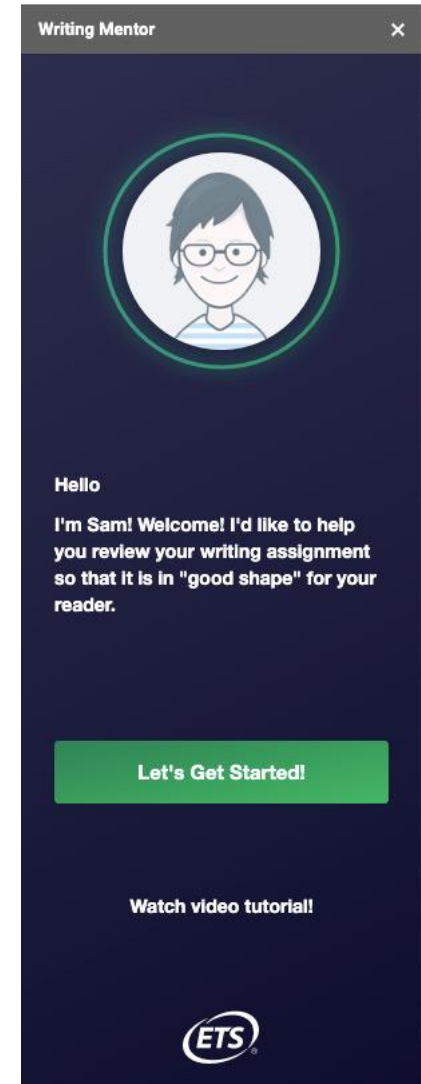 Writing Mentor ×
Hello
I'm Sam! Welcome! I'd like to help
you review your writing assignment
so that it is in "good shape" for your
reader.
Let's Get Started!
Watch video tutorial!
ETS®